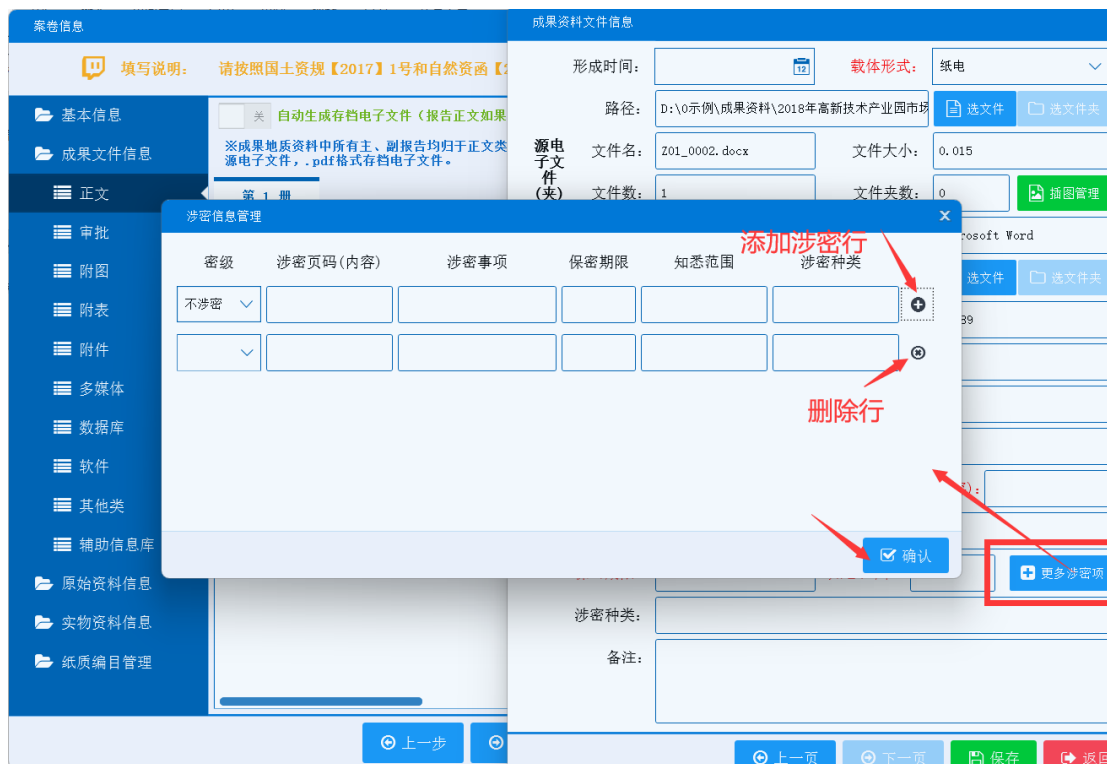 案卷信息
填写说明： 请按照国土资规【2017】1号和自然资函【2
基本信息
成果文件信息
正文
审批
附图
附表
附件
多媒体
数据库
软件
其他类
辅助信息库
原始资料信息
实物资料信息
纸质编目管理
关 自动生成存档电子文件（报告正文如果
※成果地质资料中所有主、副报告均归于正文类
源电子文件，.pdf格式存档电子文件。
第 1 册
上一步
成果资料文件信息
形成时间： 12 载体形式： 纸电
路径： D:\0示例\成果资料\2018年高新技术产业园市场 选文件 选文件夹
源电子文件(夹)
文件名： Z01_0002.docx 文件大小： 0.015
文件数： 1 文件夹数： 0 插图管理
rosoft Word
选文件 选文件夹
89
)：
更多涉密项
涉密种类：
备注：
上一页 下一页 保存 返回
涉密信息管理
添加涉密行
密级 涉密页码(内容) 涉密事项 保密期限 知悉范围 涉密种类
不涉密
删除行
确认